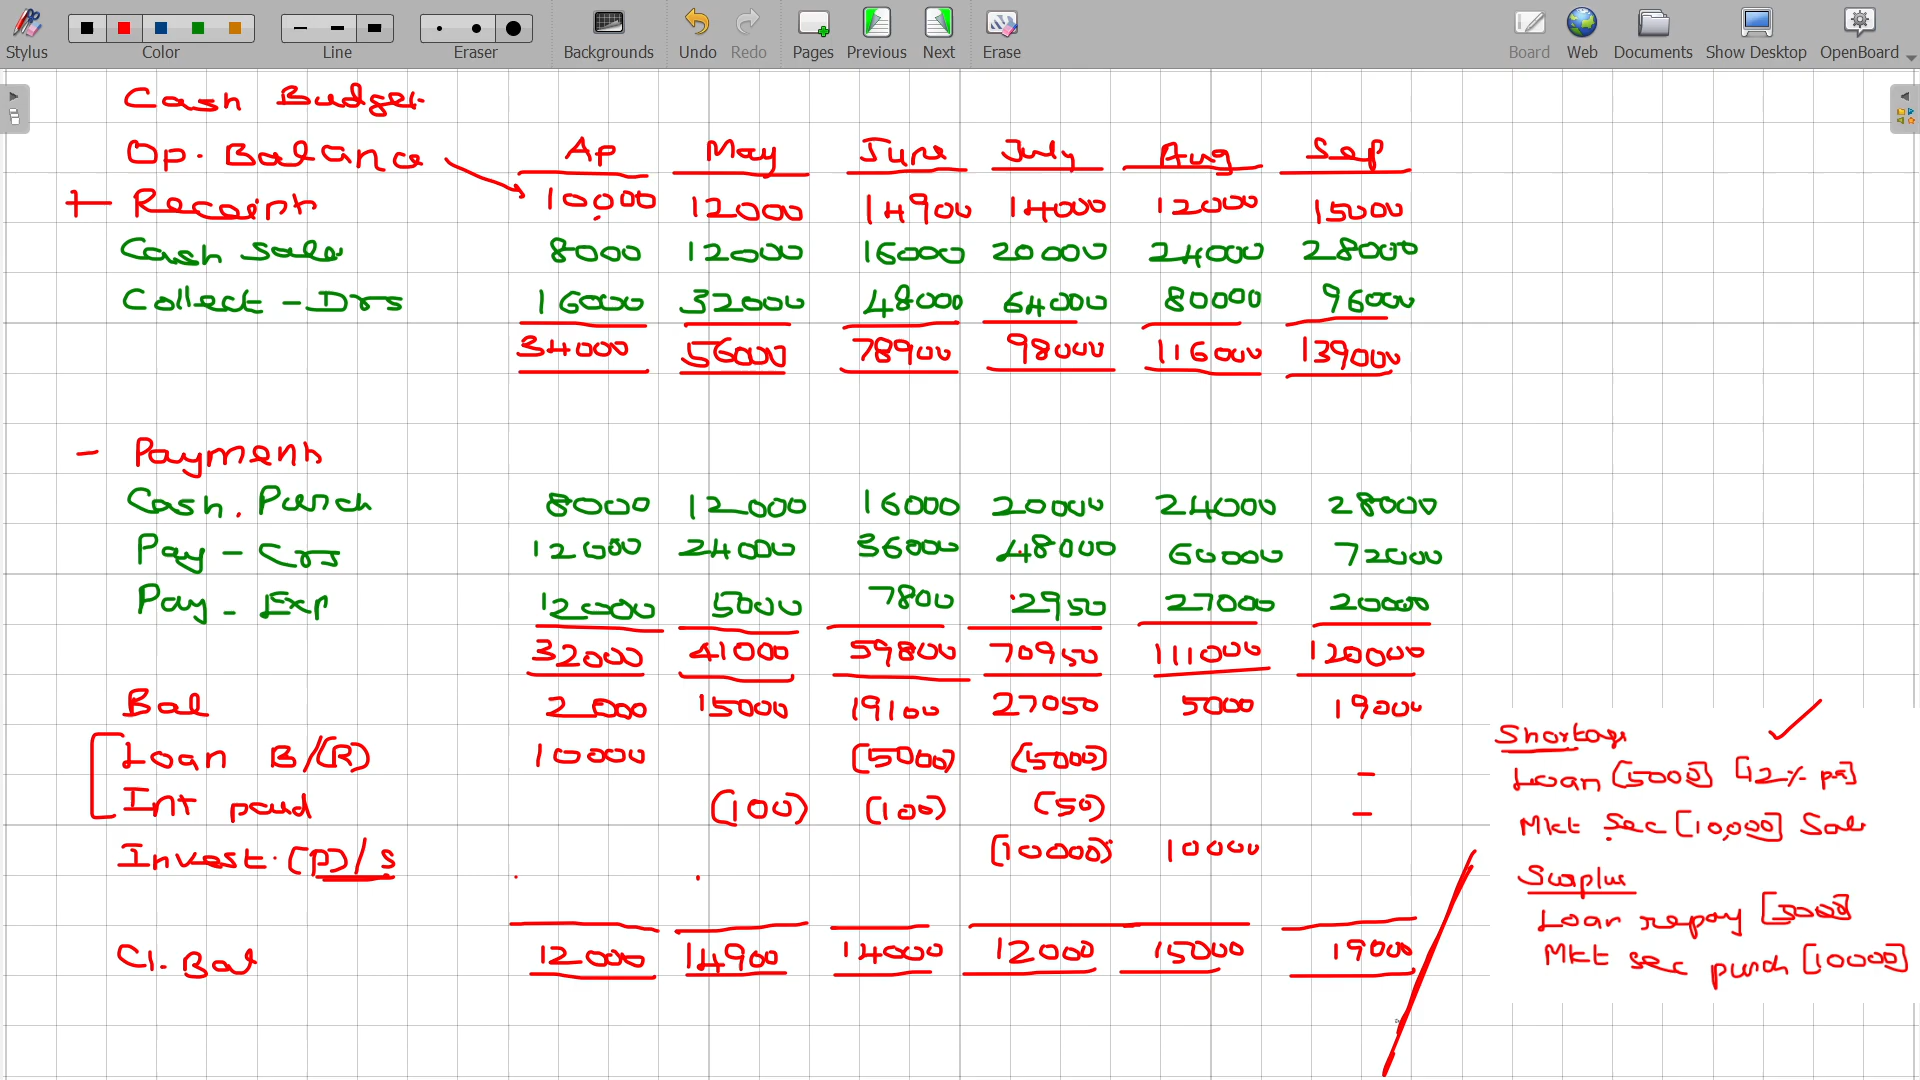 Stylus Color Line Eraser Backgrounds Undo Redo Pages Previous Next Erase Board Web Documents Show Desktop OpenBoard
Cash Budget
Ap May June July Aug Sep
Op. Balance 10,000 12000 14900 14000 12000 15000
+ Receipts
Cash Sales 8000 12000 16000 20000 24000 28000
Collect - Drs 16000 32000 48000 64000 80000 96000
34000 56000 78900 98000 116000 139000
- Payments
Cash. Purch 8000 12000 16000 20000 24000 28000
Pay - Crs 12000 24000 36000 48000 60000 72000
Pay - Exp 12000 5000 7800 2950 27000 20000
32000 41000 59800 70950 111000 120000
Bal 2000 15000 19100 27050 5000 19000
Loan B/(R) 10000 (5000) (5000) -
Int paid (100) (100) (50) -
Invest. (P)/S (10000) 10000
Cl. Bal 12000 14900 14000 12000 15000 19000
Shortage
Loan [5000] [12% pa]
Mkt Sec [10,000] Sale
Surplus
Loan repay [5000]
Mkt sec purch [10000]